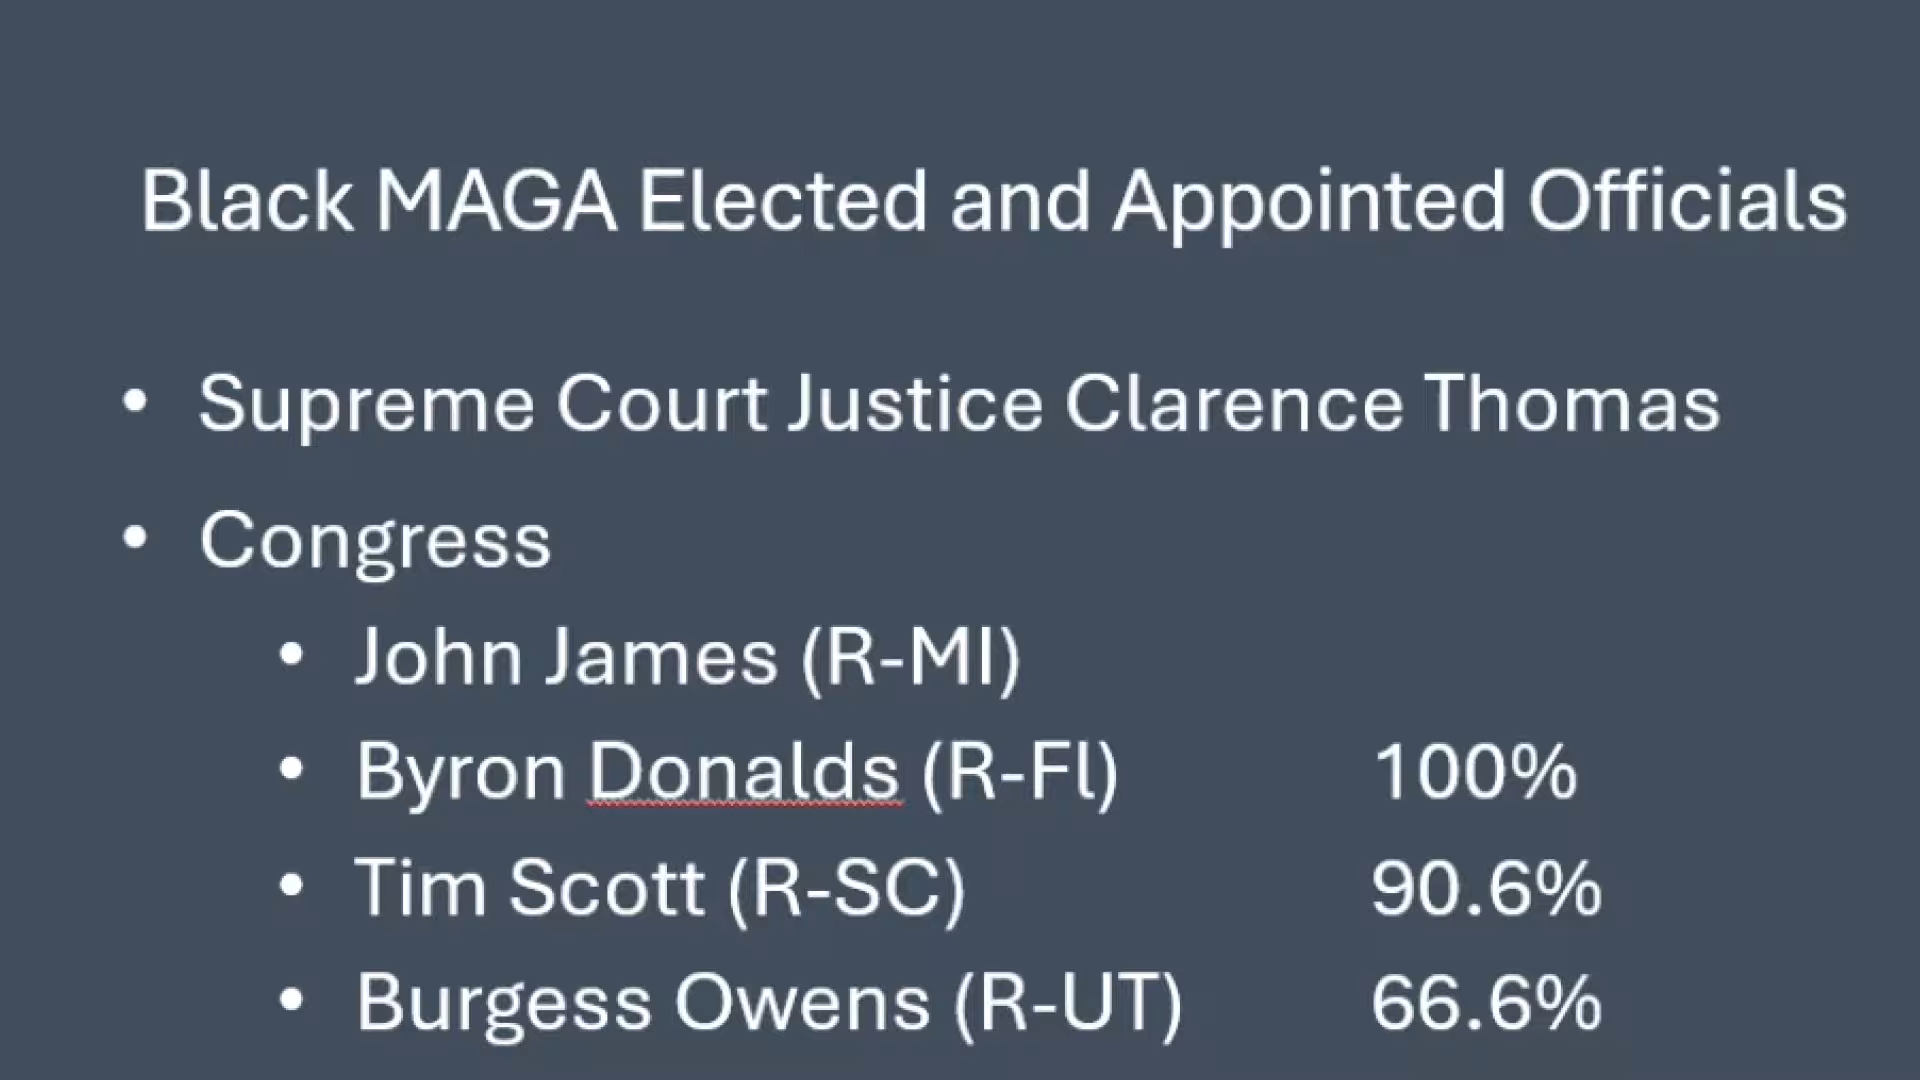 Black MAGA Elected and Appointed Officials
• Supreme Court Justice Clarence Thomas
• Congress
• John James (R-MI)
• Byron Donalds (R-Fl) 100%
• Tim Scott (R-SC) 90.6%
• Burgess Owens (R-UT) 66.6%